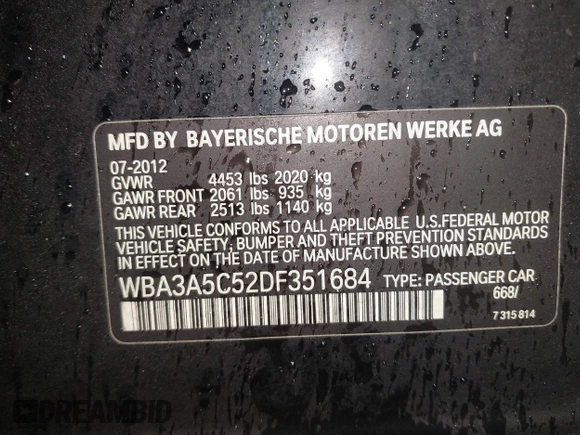 MFD BY BAYERISCHE MOTOREN WERKE AG
07-2012
GVWR 4453 lbs 2020 kg
GAWR FRONT 2061 lbs 935 kg
GAWR REAR 2513 lbs 1140 kg
THIS VEHICLE CONFORMS TO ALL APPLICABLE U.S.FEDERAL MOTOR
VEHICLE SAFETY, BUMPER AND THEFT PREVENTION STANDARDS
IN EFFECT ON THE DATE OF MANUFACTURE SHOWN ABOVE.
WBA3A5C52DF351684 TYPE: PASSENGER CAR
668/
7 315 814
DREAMBID